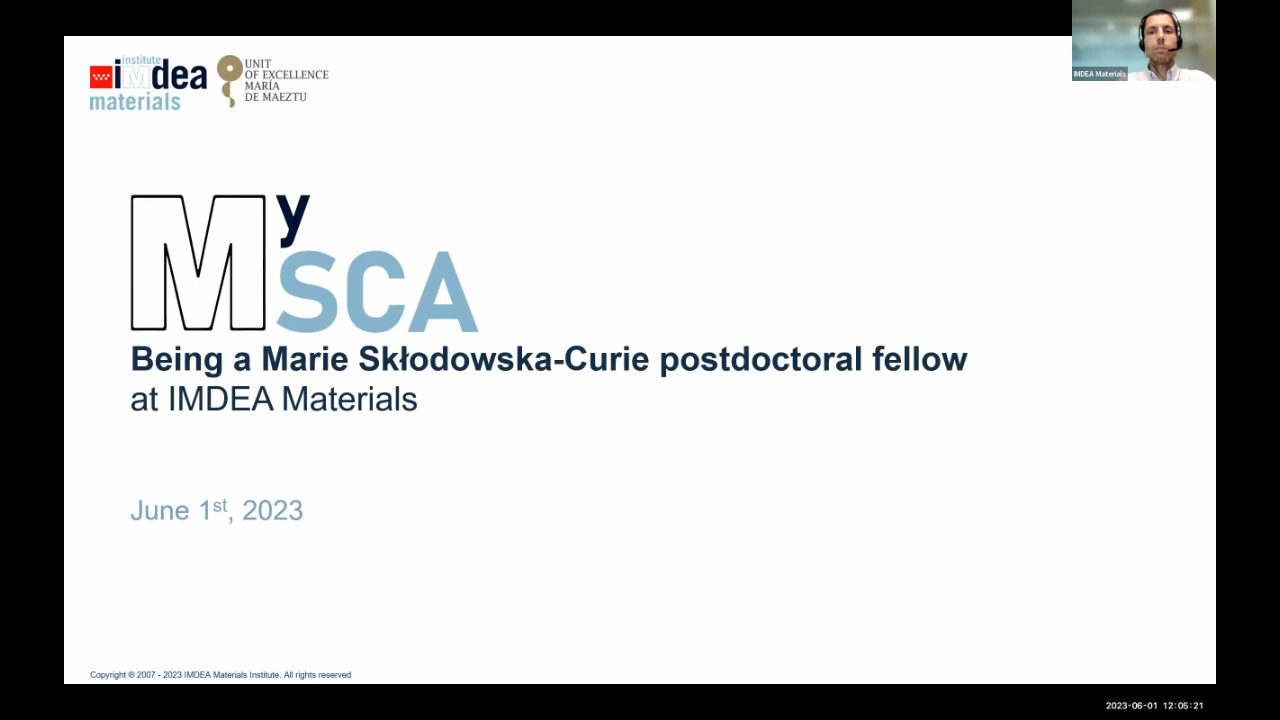 institute
imdea
materials
UNIT
OF EXCELLENCE
MARÍA
DE MAEZTU
IMDEA Materials
My
SCA
Being a Marie Skłodowska-Curie postdoctoral fellow
at IMDEA Materials
June 1st, 2023
Copyright ® 2007 - 2023 IMDEA Materials Institute. All rights reserved
2023-06-01 12:05:21